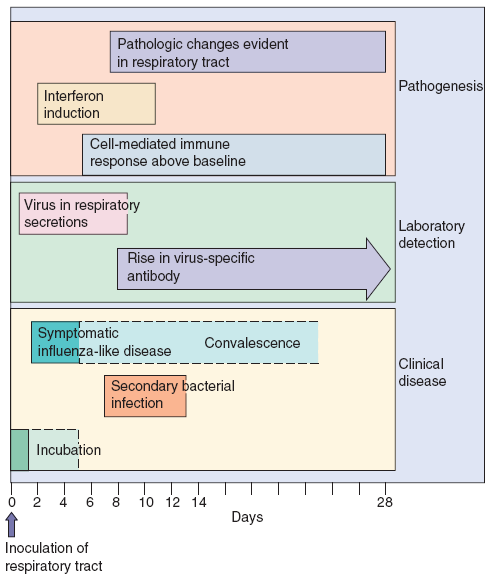 Pathologic changes evident
in respiratory tract
Pathogenesis
Interferon
induction
Cell-mediated immune
response above baseline
Virus in respiratory
secretions
Laboratory
detection
Rise in virus-specific
antibody
Symptomatic
influenza-like disease
Convalescence
Clinical
disease
Secondary bacterial
infection
Incubation
0 2 4 6 8 10 12 14 28
Days
Inoculation of
respiratory tract